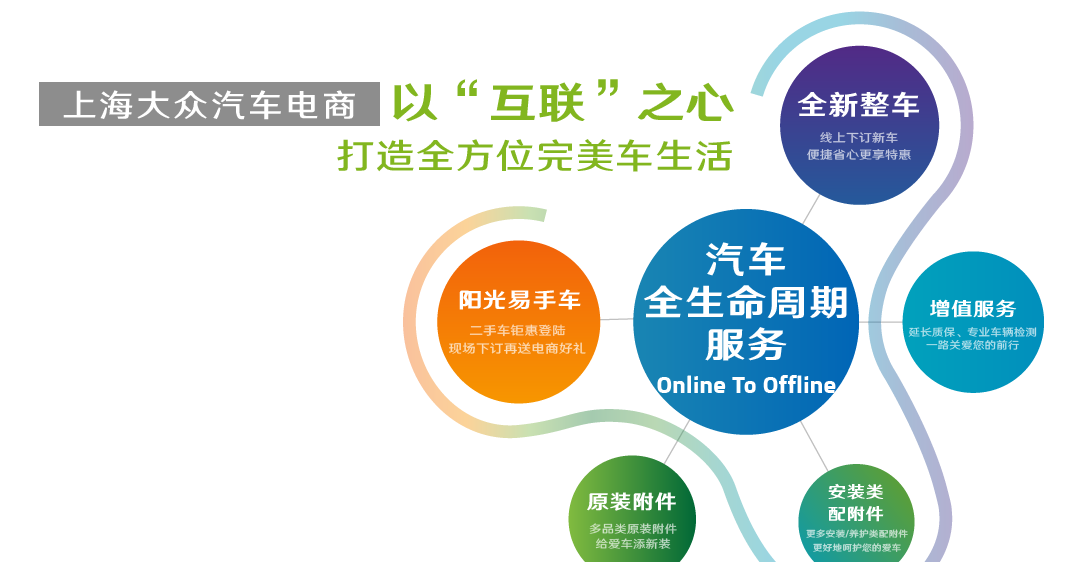 上海大众汽车电商 以“互联”之心
打造全方位完美车生活
全新整车
线上下订新车
便捷省心更享特惠
汽车
全生命周期
服务
Online To Offline
阳光易手车
二手车钜惠登陆
现场下订再送电商好礼
增值服务
延长质保、专业车辆检测
一路关爱您的前行
原装附件
多品类原装附件
给爱车添新装
安装类
配附件
更多安装/养护类配附件
更好地呵护您的爱车